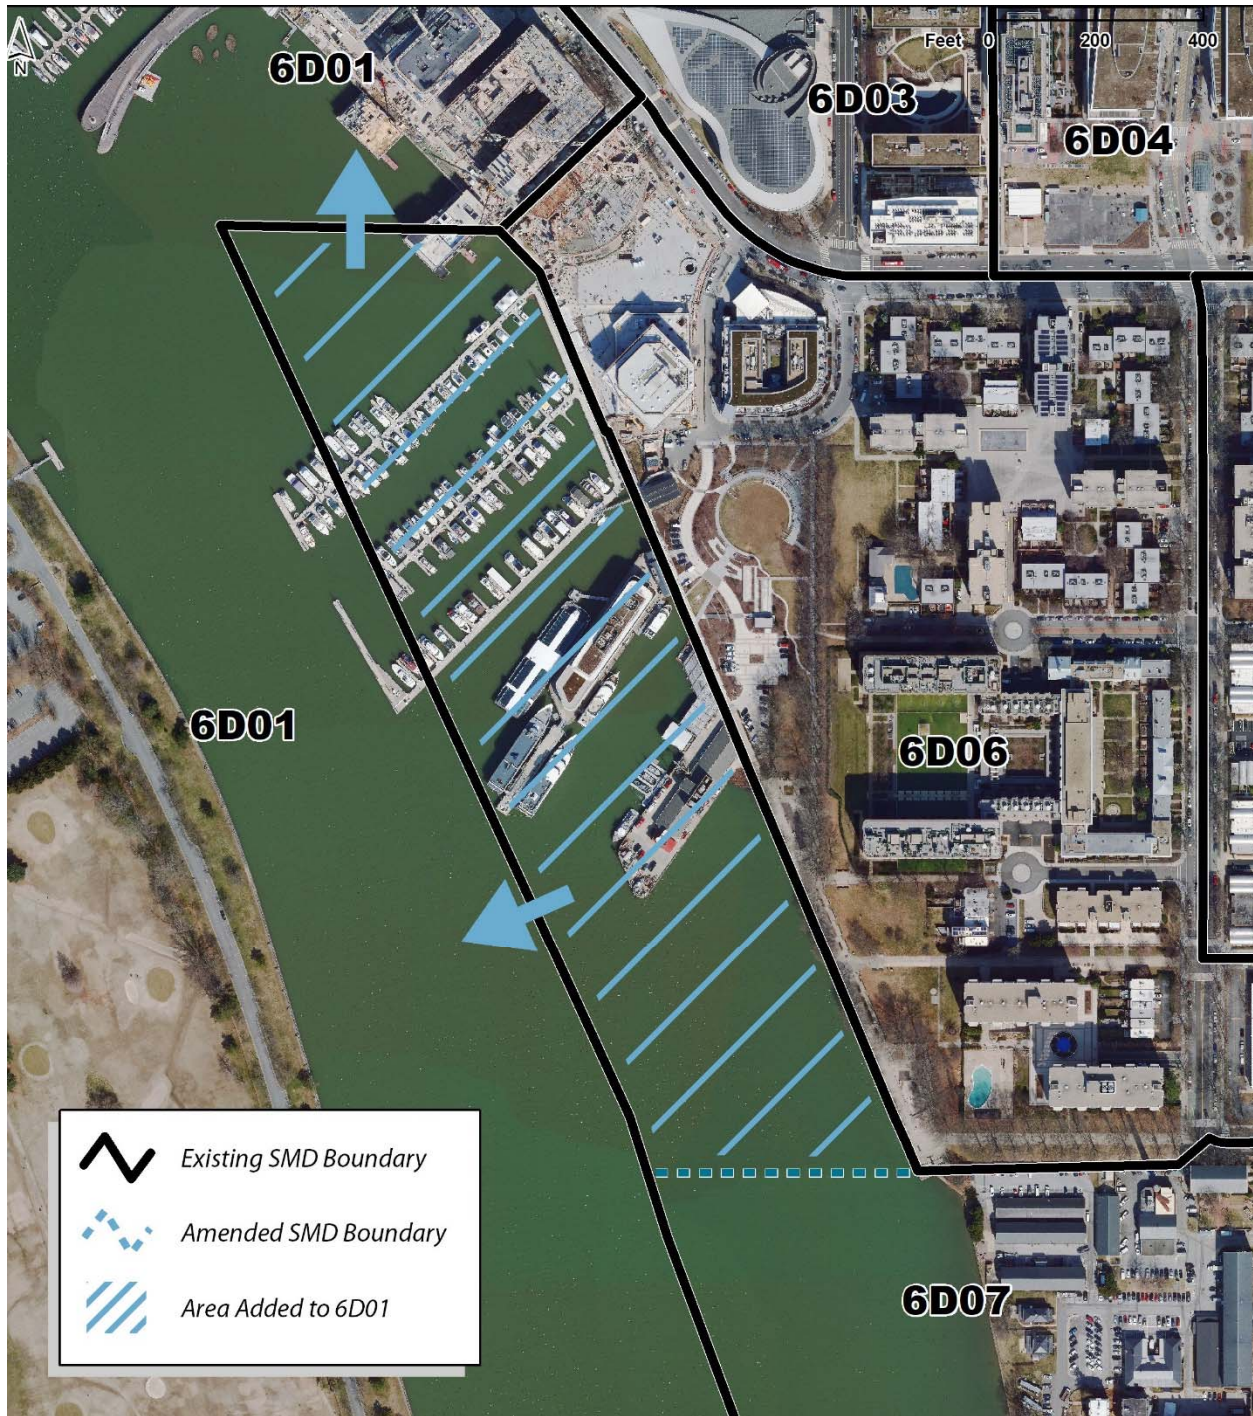 N
6D01
Feet 0 200 400
6D03
6D04
6D01
6D06
6D07
Existing SMD Boundary
Amended SMD Boundary
Area Added to 6D01